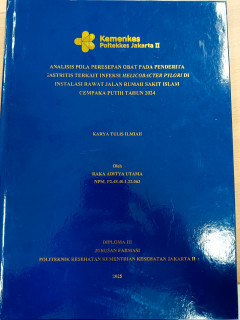 Kemenkes
Poltekkes Jakarta II
ANALISIS POLA PERESEPAN OBAT PADA PENDERITA
GASTRITIS TERKAIT INFEKSI HELICOBACTER PYLORI DI
INSTALASI RAWAT JALAN RUMAH SAKIT ISLAM
CEMPAKA PUTIH TAHUN 2024
KARYA TULIS ILMIAH
Oleh
RAKA ADITYA UTAMA
NPM.
DIPLOMA III
JURUSAN FARMASI
POLITEKNIK KESEHATAN KEMENTERIAN KESEHATAN JAKARTA II
2025